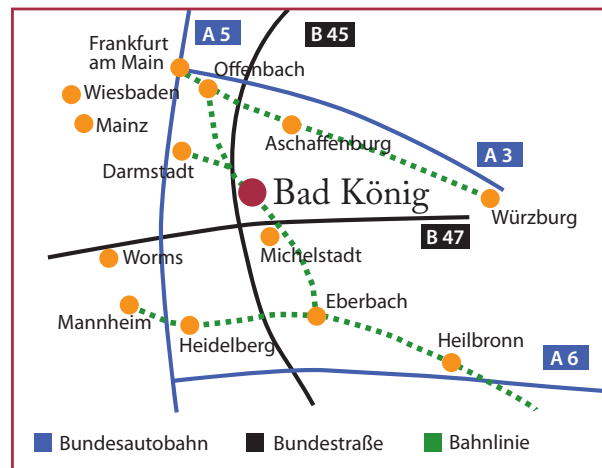 A 5
B 45
Frankfurt
am Main
Offenbach
Wiesbaden
Mainz
Aschaffenburg
Darmstadt
A 3
Bad König
Würzburg
B 47
Michelstadt
Worms
Eberbach
Mannheim
Heidelberg
Heilbronn
A 6
Bundesautobahn
Bundestraße
Bahnlinie